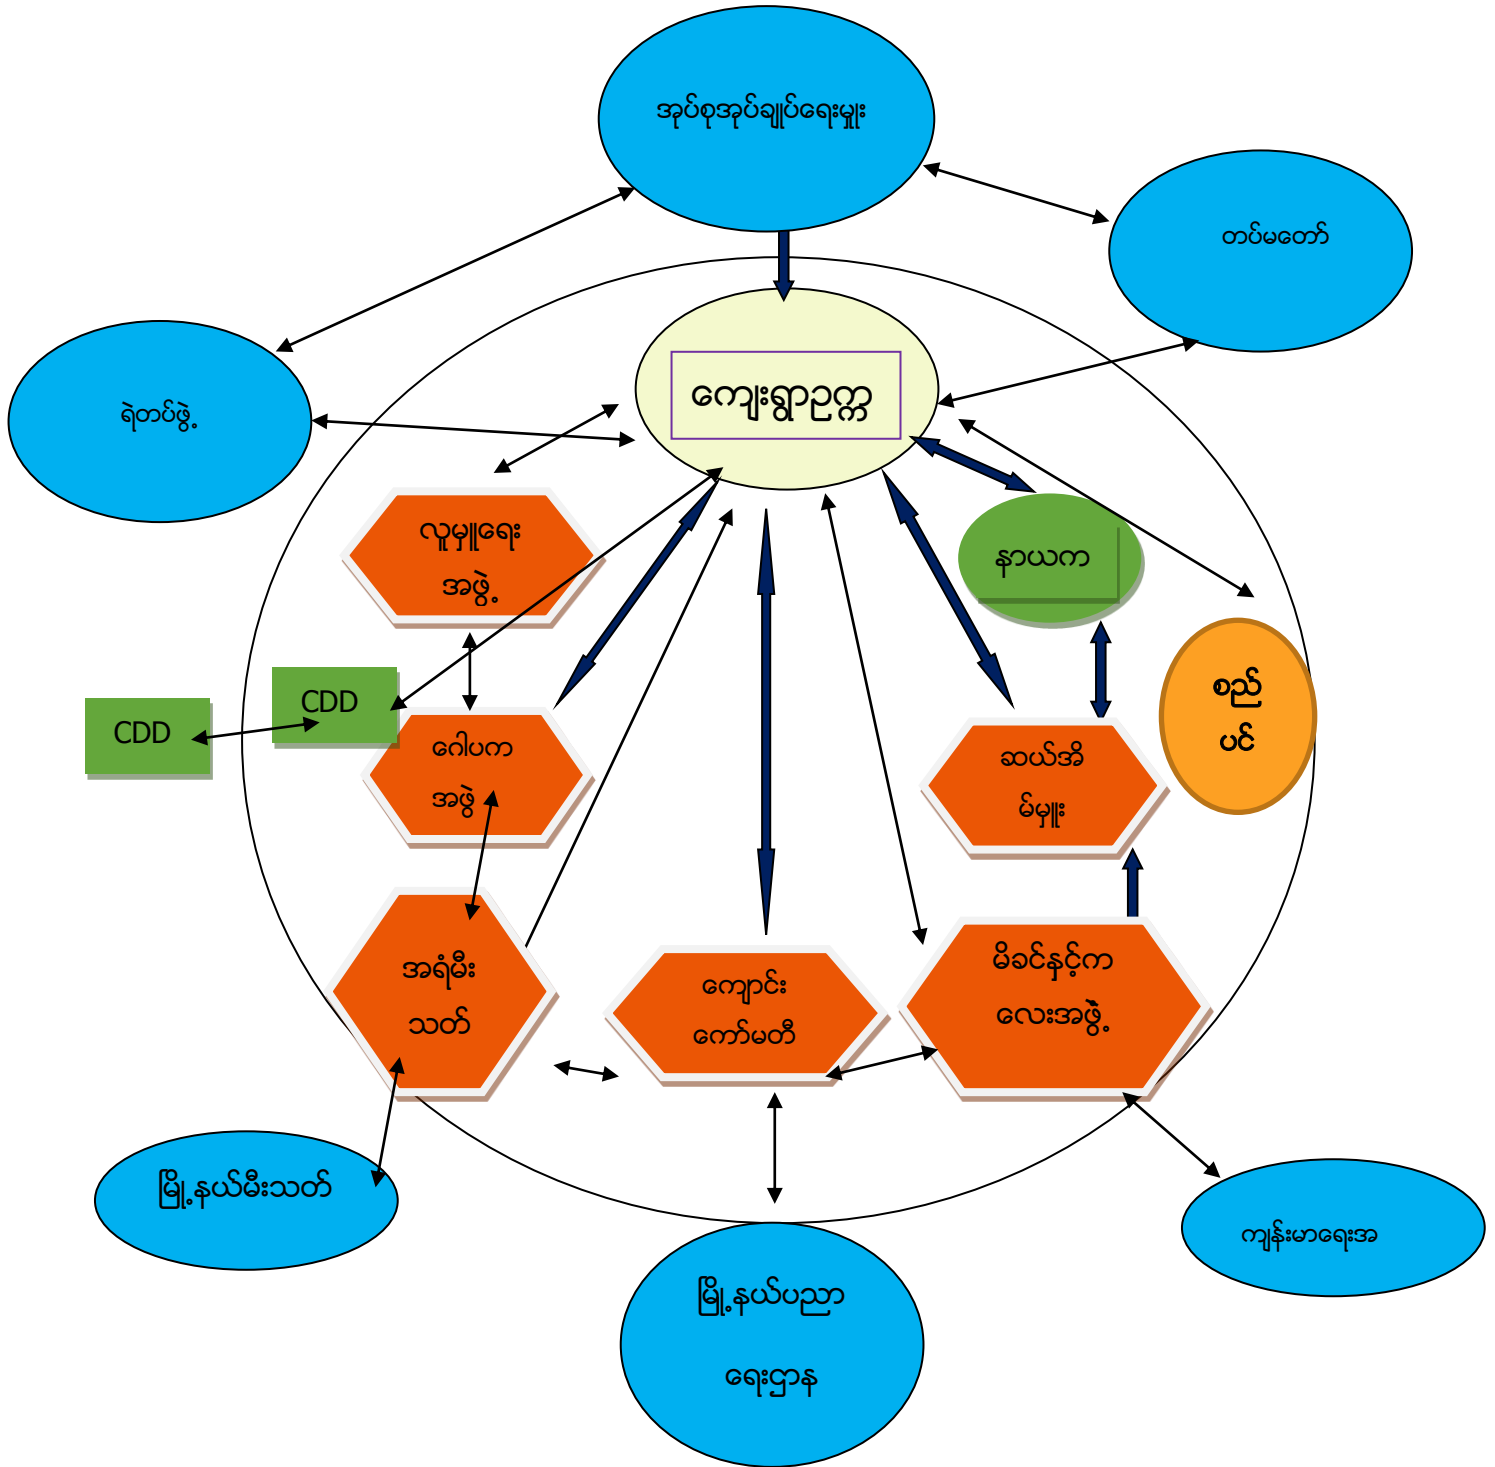 အုပ်စုအုပ်ချုပ်ရေးမှုး
တပ်မတော်
ကျေးရွာဥက္က
ရဲတပ်ဖွဲ့
လူမှူရေး
အဖွဲ့
နာယက
CDD
CDD
စည်
ပင်
ဂေါပက
အဖွဲ
ဆယ်အိ
မ်မှူး
အရံမီး
သတ်
ကျောင်း
ကော်မတီ
မိခင်နှင့်က
လေးအဖွဲ့
မြို့နယ်မီးသတ်
ကျန်းမာရေးအ
မြို့နယ်ပညာ
ရေးဌာန